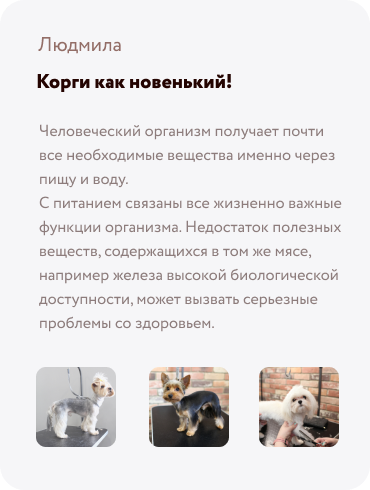 Людмила
Корги как новенький!
Человеческий организм получает почти
все необходимые вещества именно через
пищу и воду.
С питанием связаны все жизненно важные
функции организма. Недостаток полезных
веществ, содержащихся в том же мясе,
например железа высокой биологической
доступности, может вызвать серьезные
проблемы со здоровьем.